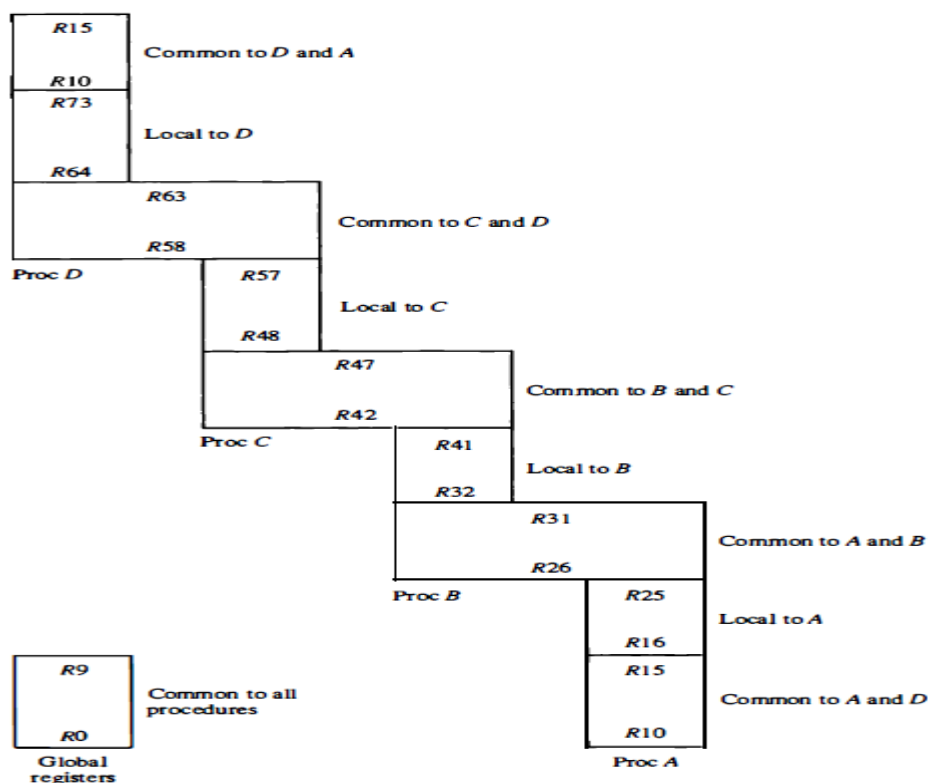 R15
Common to D and A
R10
R73
Local to D
R64
R63
Common to C and D
R58
Proc D
R57
Local to C
R48
R47
Common to B and C
R42
Proc C
R41
Local to B
R32
R31
Common to A and B
R26
Proc B
R25
Local to A
R16
R15
Common to A and D
R10
Proc A
R9
Common to all
procedures
R0
Global
registers